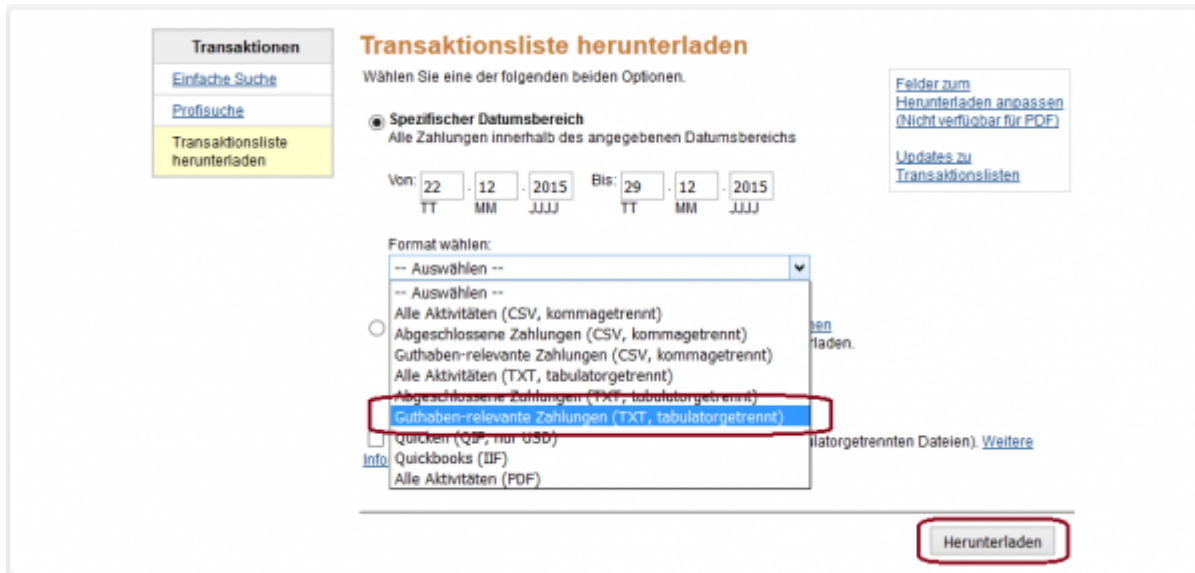 Transaktionen
Einfache Suche
Profisuche
Transaktionsliste
herunterladen
Transaktionsliste herunterladen
Wählen Sie eine der folgenden beiden Optionen.
Spezifischer Datumsbereich
Alle Zahlungen innerhalb des angegebenen Datumsbereichs
Von: 22 . 12 . 2015 Bis: 29 . 12 . 2015
TT MM JJJJ TT MM JJJJ
Format wählen:
-- Auswählen --
-- Auswählen --
Alle Aktivitäten (CSV, kommagetrennt)
Abgeschlossene Zahlungen (CSV, kommagetrennt)
Guthaben-relevante Zahlungen (CSV, kommagetrennt)
Alle Aktivitäten (TXT, tabulatorgetrennt)
Abgeschlossene Zahlungen (TXT, tabulatorgetrennt)
Guthaben-relevante Zahlungen (TXT, tabulatorgetrennt)
Quicken (QIF, nur USD)
Quickbooks (IIF)
Alle Aktivitäten (PDF)
laden.
ulatorgetrennten Dateien). Weitere
Info
Felder zum
Herunterladen anpassen
(Nicht verfügbar für PDF)
Updates zu
Transaktionslisten
Herunterladen